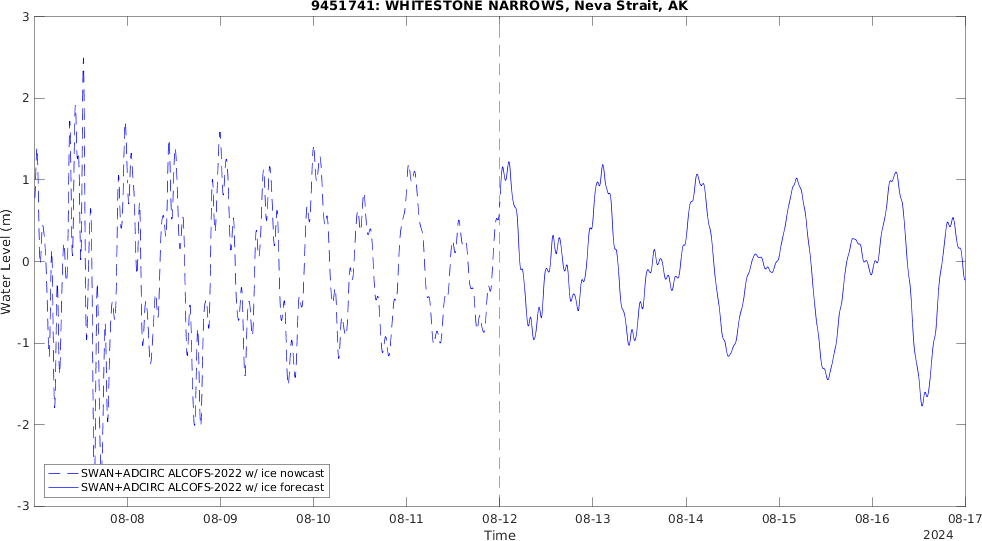 9451741: WHITESTONE NARROWS, Neva Strait, AK
3
2
1
0
-1
-2
-3
Water Level (m)
SWAN+ADCIRC ALCOFS-2022 w/ ice nowcast
SWAN+ADCIRC ALCOFS-2022 w/ ice forecast
08-08 08-09 08-10 08-11 08-12 08-13 08-14 08-15 08-16 08-17
Time
2024